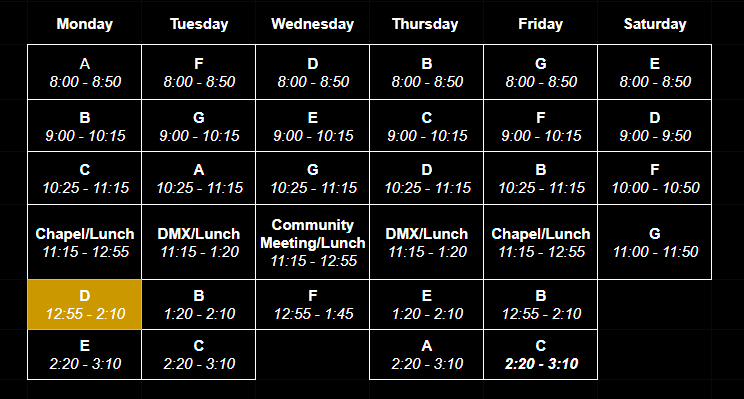 Monday Tuesday Wednesday Thursday Friday Saturday
A F D B G E
8:00 - 8:50 8:00 - 8:50 8:00 - 8:50 8:00 - 8:50 8:00 - 8:50 8:00 - 8:50
B G E C F D
9:00 - 10:15 9:00 - 10:15 9:00 - 10:15 9:00 - 10:15 9:00 - 10:15 9:00 - 9:50
C A G D B F
10:25 - 11:15 10:25 - 11:15 10:25 - 11:15 10:25 - 11:15 10:25 - 11:15 10:00 - 10:50
Chapel/Lunch DMX/Lunch Community Meeting/Lunch DMX/Lunch Chapel/Lunch G
11:15 - 12:55 11:15 - 1:20 11:15 - 12:55 11:15 - 1:20 11:15 - 12:55 11:00 - 11:50
D B F E B
12:55 - 2:10 1:20 - 2:10 12:55 - 1:45 1:20 - 2:10 12:55 - 2:10
E C A C
2:20 - 3:10 2:20 - 3:10 2:20 - 3:10 2:20 - 3:10